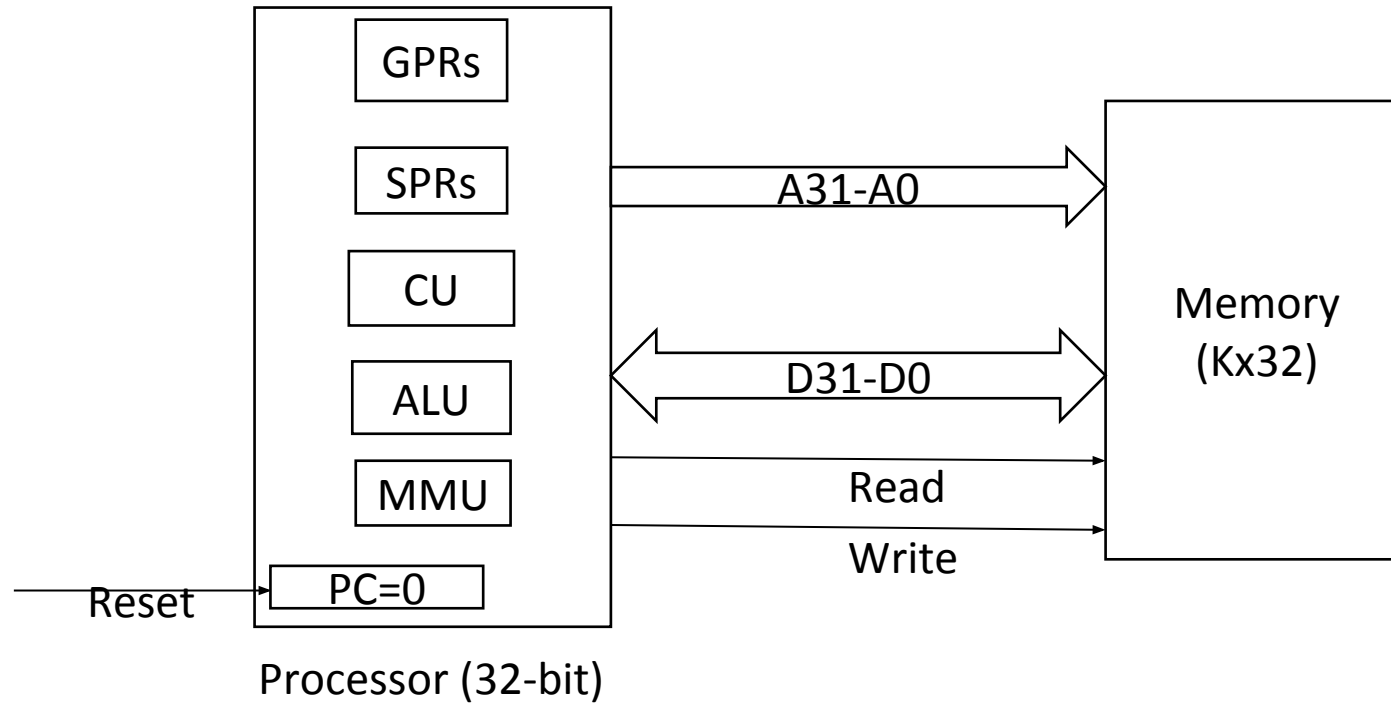 GPRs
SPRs
CU
ALU
MMU
PC=0
Reset
Processor (32-bit)
A31-A0
D31-D0
Read
Write
Memory
(Kx32)